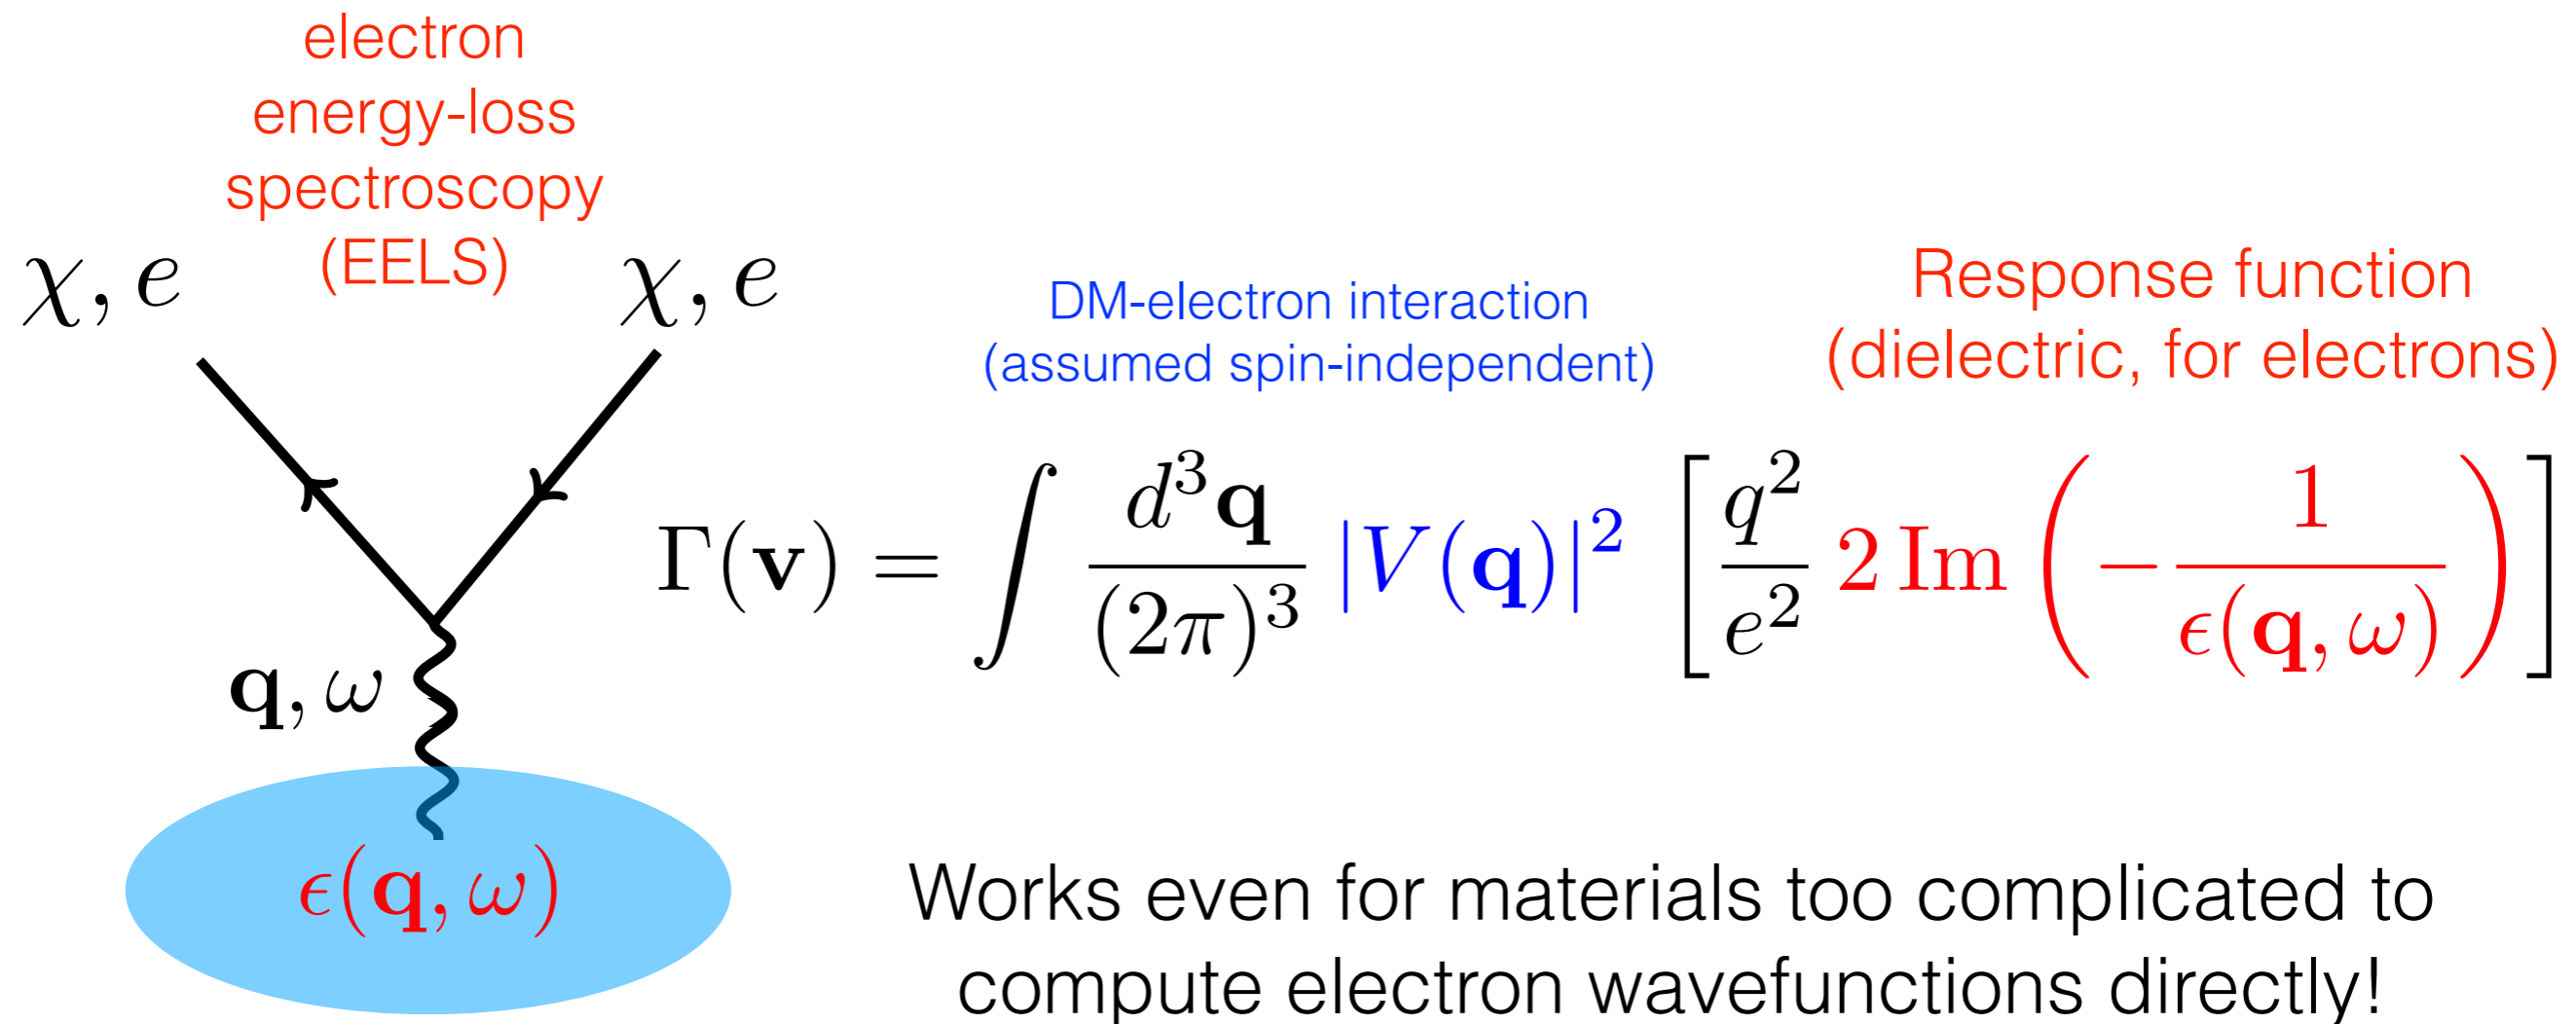 electron
energy-loss
spectroscopy
(EELS)
χ, e
χ, e
DM-electron interaction
(assumed spin-independent)
Response function
(dielectric, for electrons)
Γ(v) = ∫ d³q/(2π)³ |V(q)|² [q²/e² 2 Im (−1/ϵ(q, ω))]
q, ω
ϵ(q, ω)
Works even for materials too complicated to
compute electron wavefunctions directly!